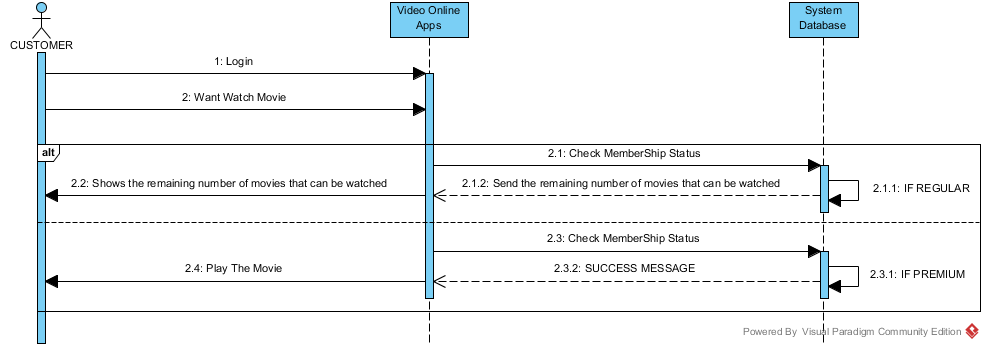 Video Online
Apps
System
Database
CUSTOMER
1: Login
2: Want Watch Movie
alt
2.1: Check MemberShip Status
2.2: Shows the remaining number of movies that can be watched
2.1.2: Send the remaining number of movies that can be watched
2.1.1: IF REGULAR
2.3: Check MemberShip Status
2.4: Play The Movie
2.3.2: SUCCESS MESSAGE
2.3.1: IF PREMIUM
Powered By Visual Paradigm Community Edition